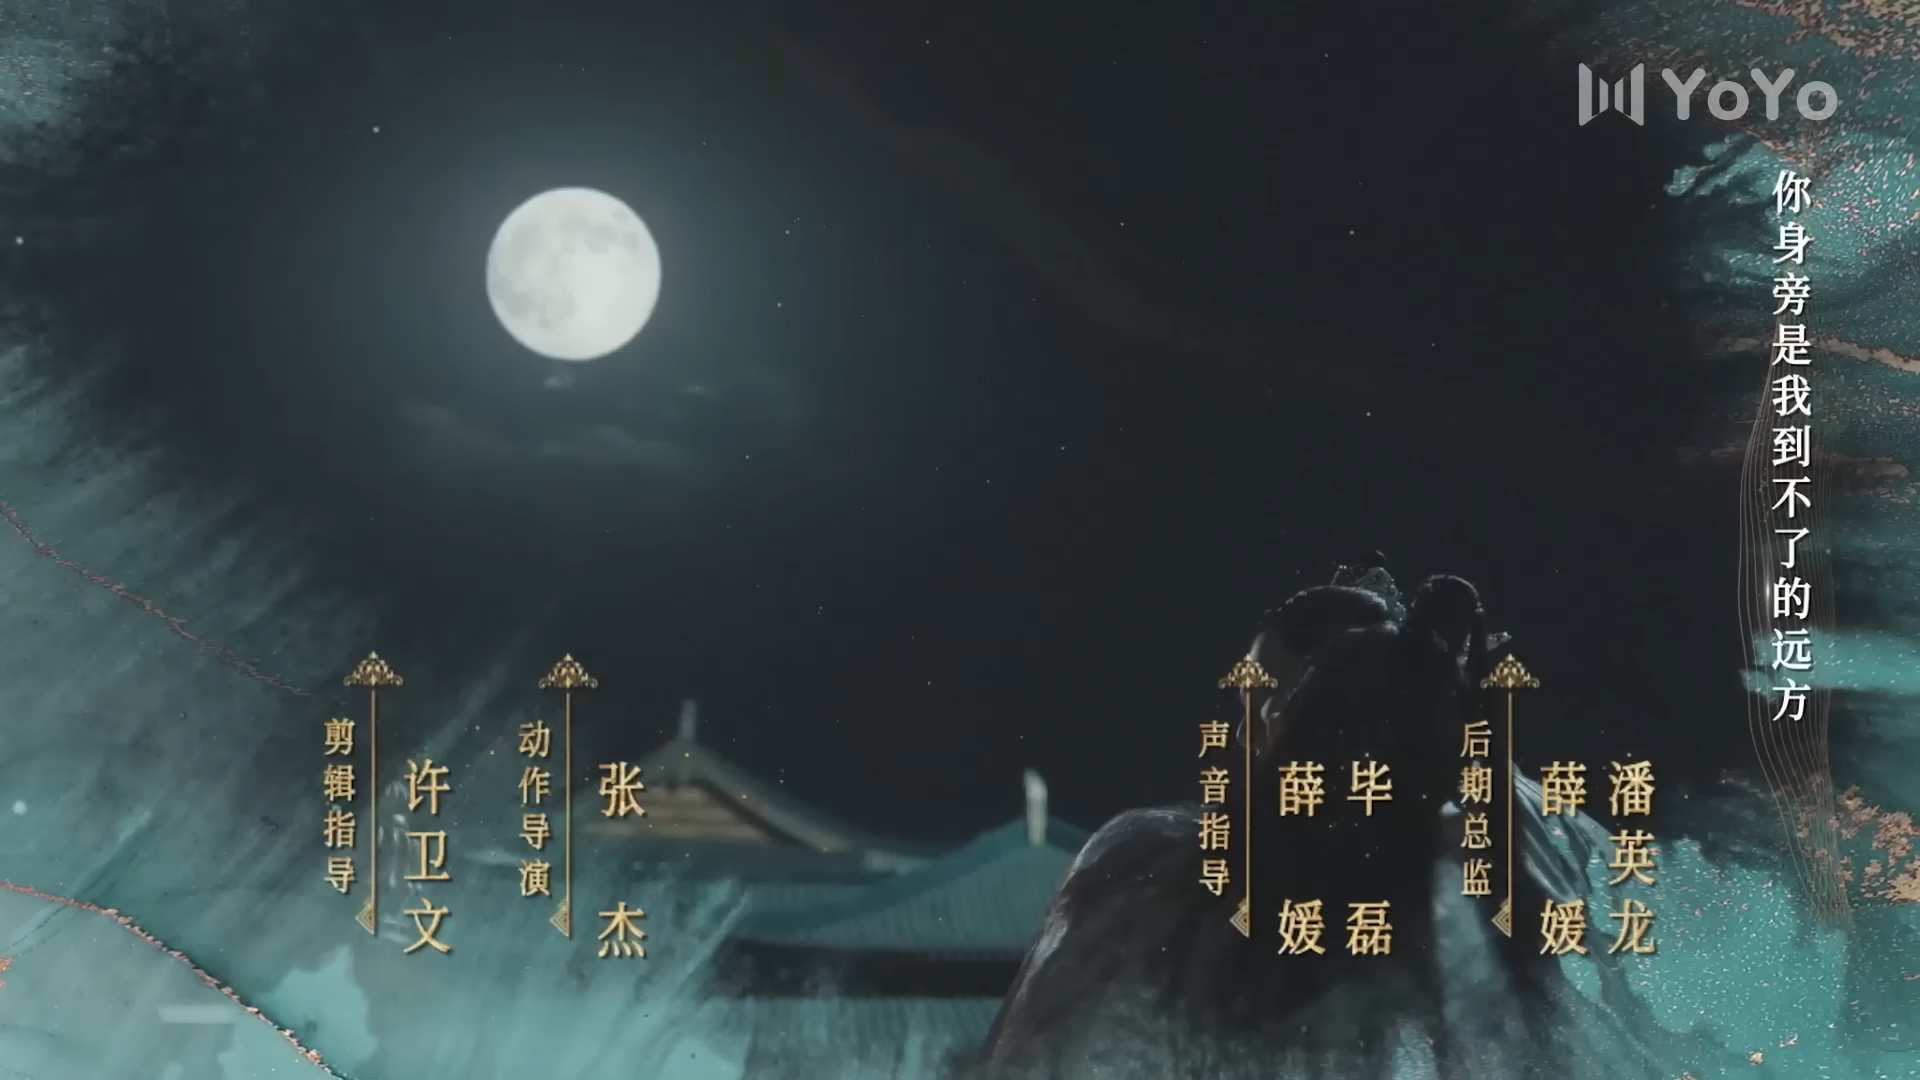 YoYo
你身旁是我到不了的远方
后期总监
潘英龙
薛媛
声音指导
毕磊
薛媛
动作导演
张杰
剪辑指导
许卫文